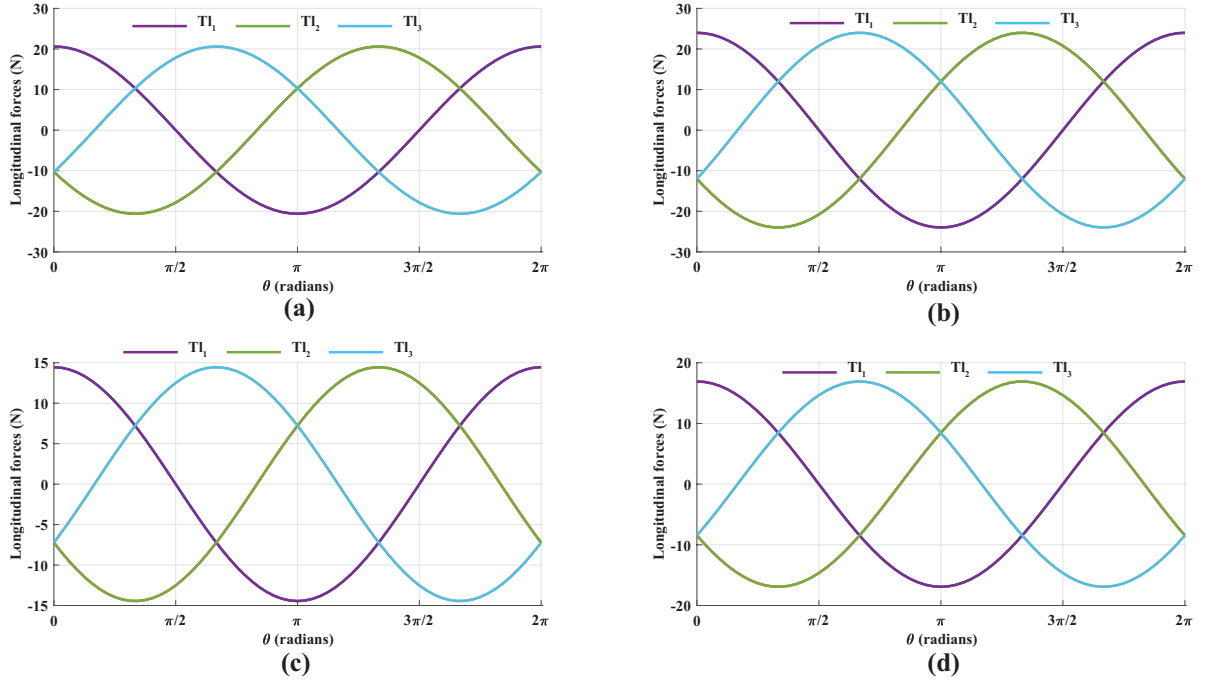 Tl₁ Tl₂ Tl₃
Longitudinal forces (N)
30
20
10
0
-10
-20
-30
0 π/2 π 3π/2 2π
θ (radians)
(a)
Tl₁ Tl₂ Tl₃
Longitudinal forces (N)
30
20
10
0
-10
-20
-30
0 π/2 π 3π/2 2π
θ (radians)
(b)
Tl₁ Tl₂ Tl₃
Longitudinal forces (N)
15
10
5
0
-5
-10
-15
0 π/2 π 3π/2 2π
θ (radians)
(c)
Tl₁ Tl₂ Tl₃
Longitudinal forces (N)
20
10
0
-10
-20
0 π/2 π 3π/2 2π
θ (radians)
(d)